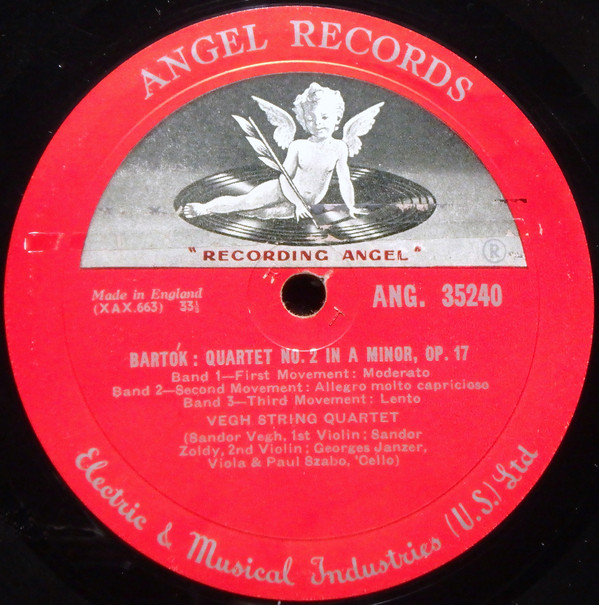 ANGEL RECORDS
"RECORDING ANGEL"
®
Made in England
(XAX.663) 33⅓
ANG. 35240
BARTÓK : QUARTET NO. 2 IN A MINOR, OP. 17
Band 1—First Movement: Moderato
Band 2—Second Movement: Allegro molto capricioso
Band 3—Third Movement: Lento
VEGH STRING QUARTET
(Sandor Vegh, 1st Violin; Sandor
Zoldy, 2nd Violin; Georges Janzer,
Viola & Paul Szabo, 'Cello)
Electric & Musical Industries (U.S.) Ltd